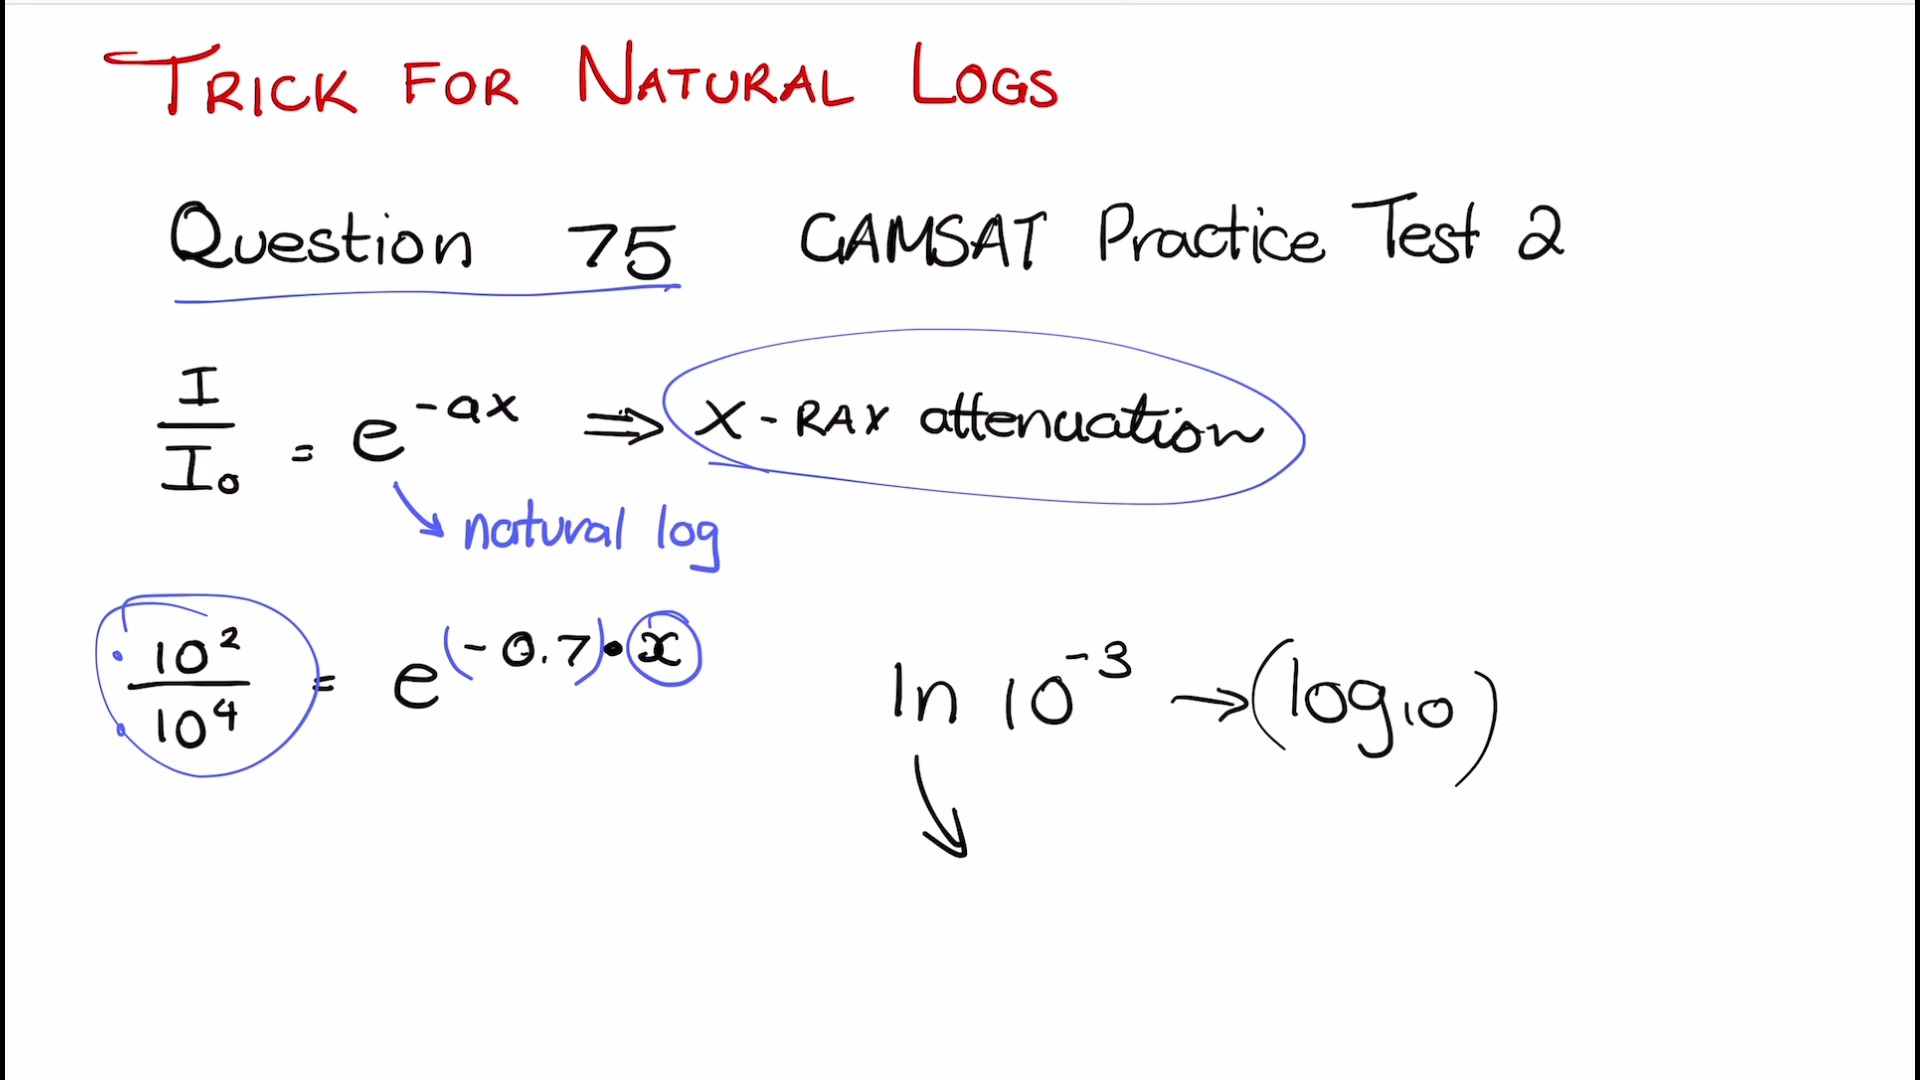 TRICK FOR NATURAL LOGS
Question 75 GAMSAT Practice Test 2
I/I₀ = e^-ax ⇒ X-RAY attenuation
natural log
10²/10⁴ = e^(-0.7)•x
ln 10^-3 → (log₁₀)